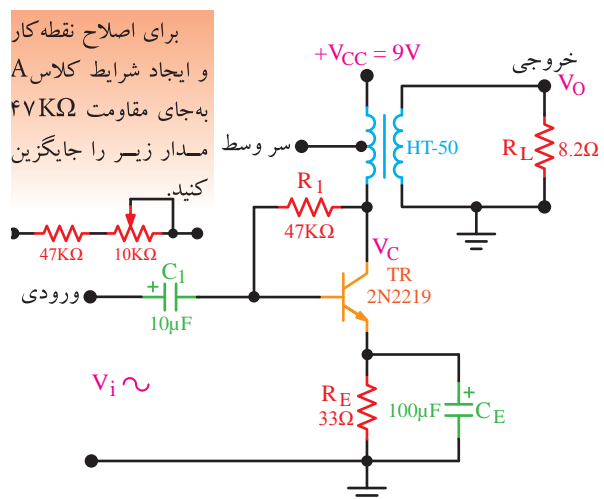 برای اصلاح نقطه‌کار
و ایجاد شرایط کلاس A
به‌جای مقاومت ۴۷KΩ
مـدار زیـر را جایگزین
کنید.
47KΩ
10KΩ
+VCC = 9V
سر وسط
HT-50
خروجی
VO
RL
8.2Ω
R1
47KΩ
VC
TR
2N2219
C1
+
10µF
ورودی
Vi
RE
33Ω
100µF
+
CE